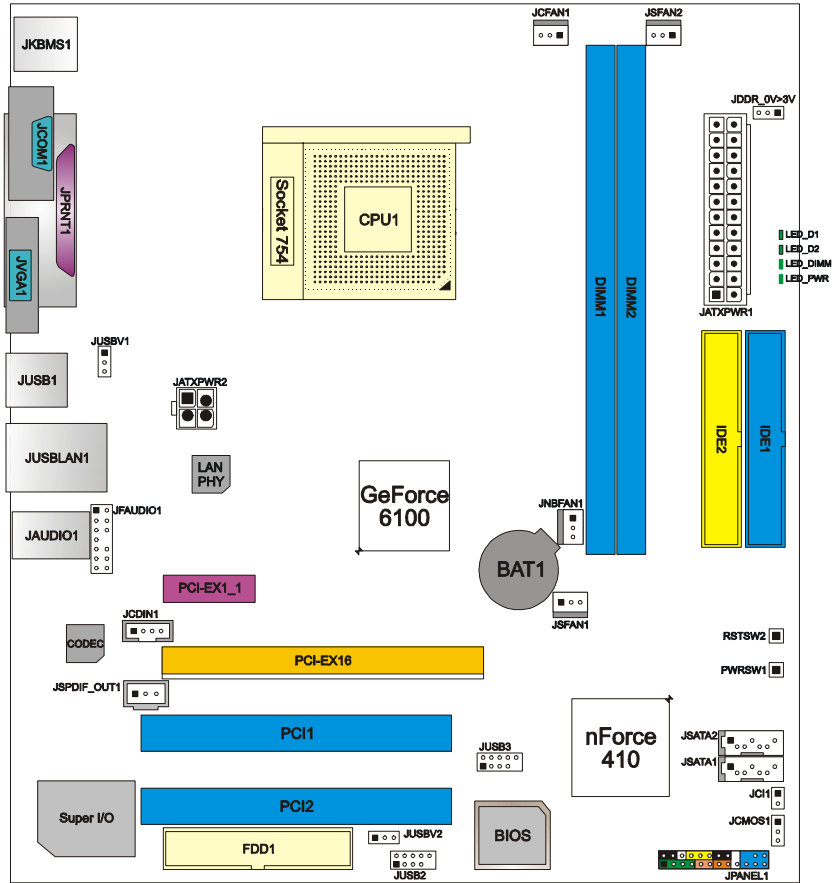 JCFAN1
JSFAN2
JKBMS1
JDDR_0V>3V
JCOM1
JPRNT1
JVGA1
Socket 754
CPU1
LED_D1
LED_D2
LED_DIMM
LED_PWR
DIMM1
DIMM2
JATXPWR1
JUSBV1
JUSB1
JATXPWR2
IDE2
IDE1
JUSBLAN1
LAN
PHY
GeForce
6100
JNBFAN1
JFAUDIO1
JAUDIO1
BAT1
PCI-EX1_1
JCDIN1
JSFAN1
CODEC
RSTSW2
PCI-EX16
PWRSW1
JSPDIF_OUT1
PCI1
nForce
410
JSATA2
JUSB3
JSATA1
JCI1
PCI2
Super I/O
JUSBV2
BIOS
JCMOS1
FDD1
JUSB2
JPANEL1